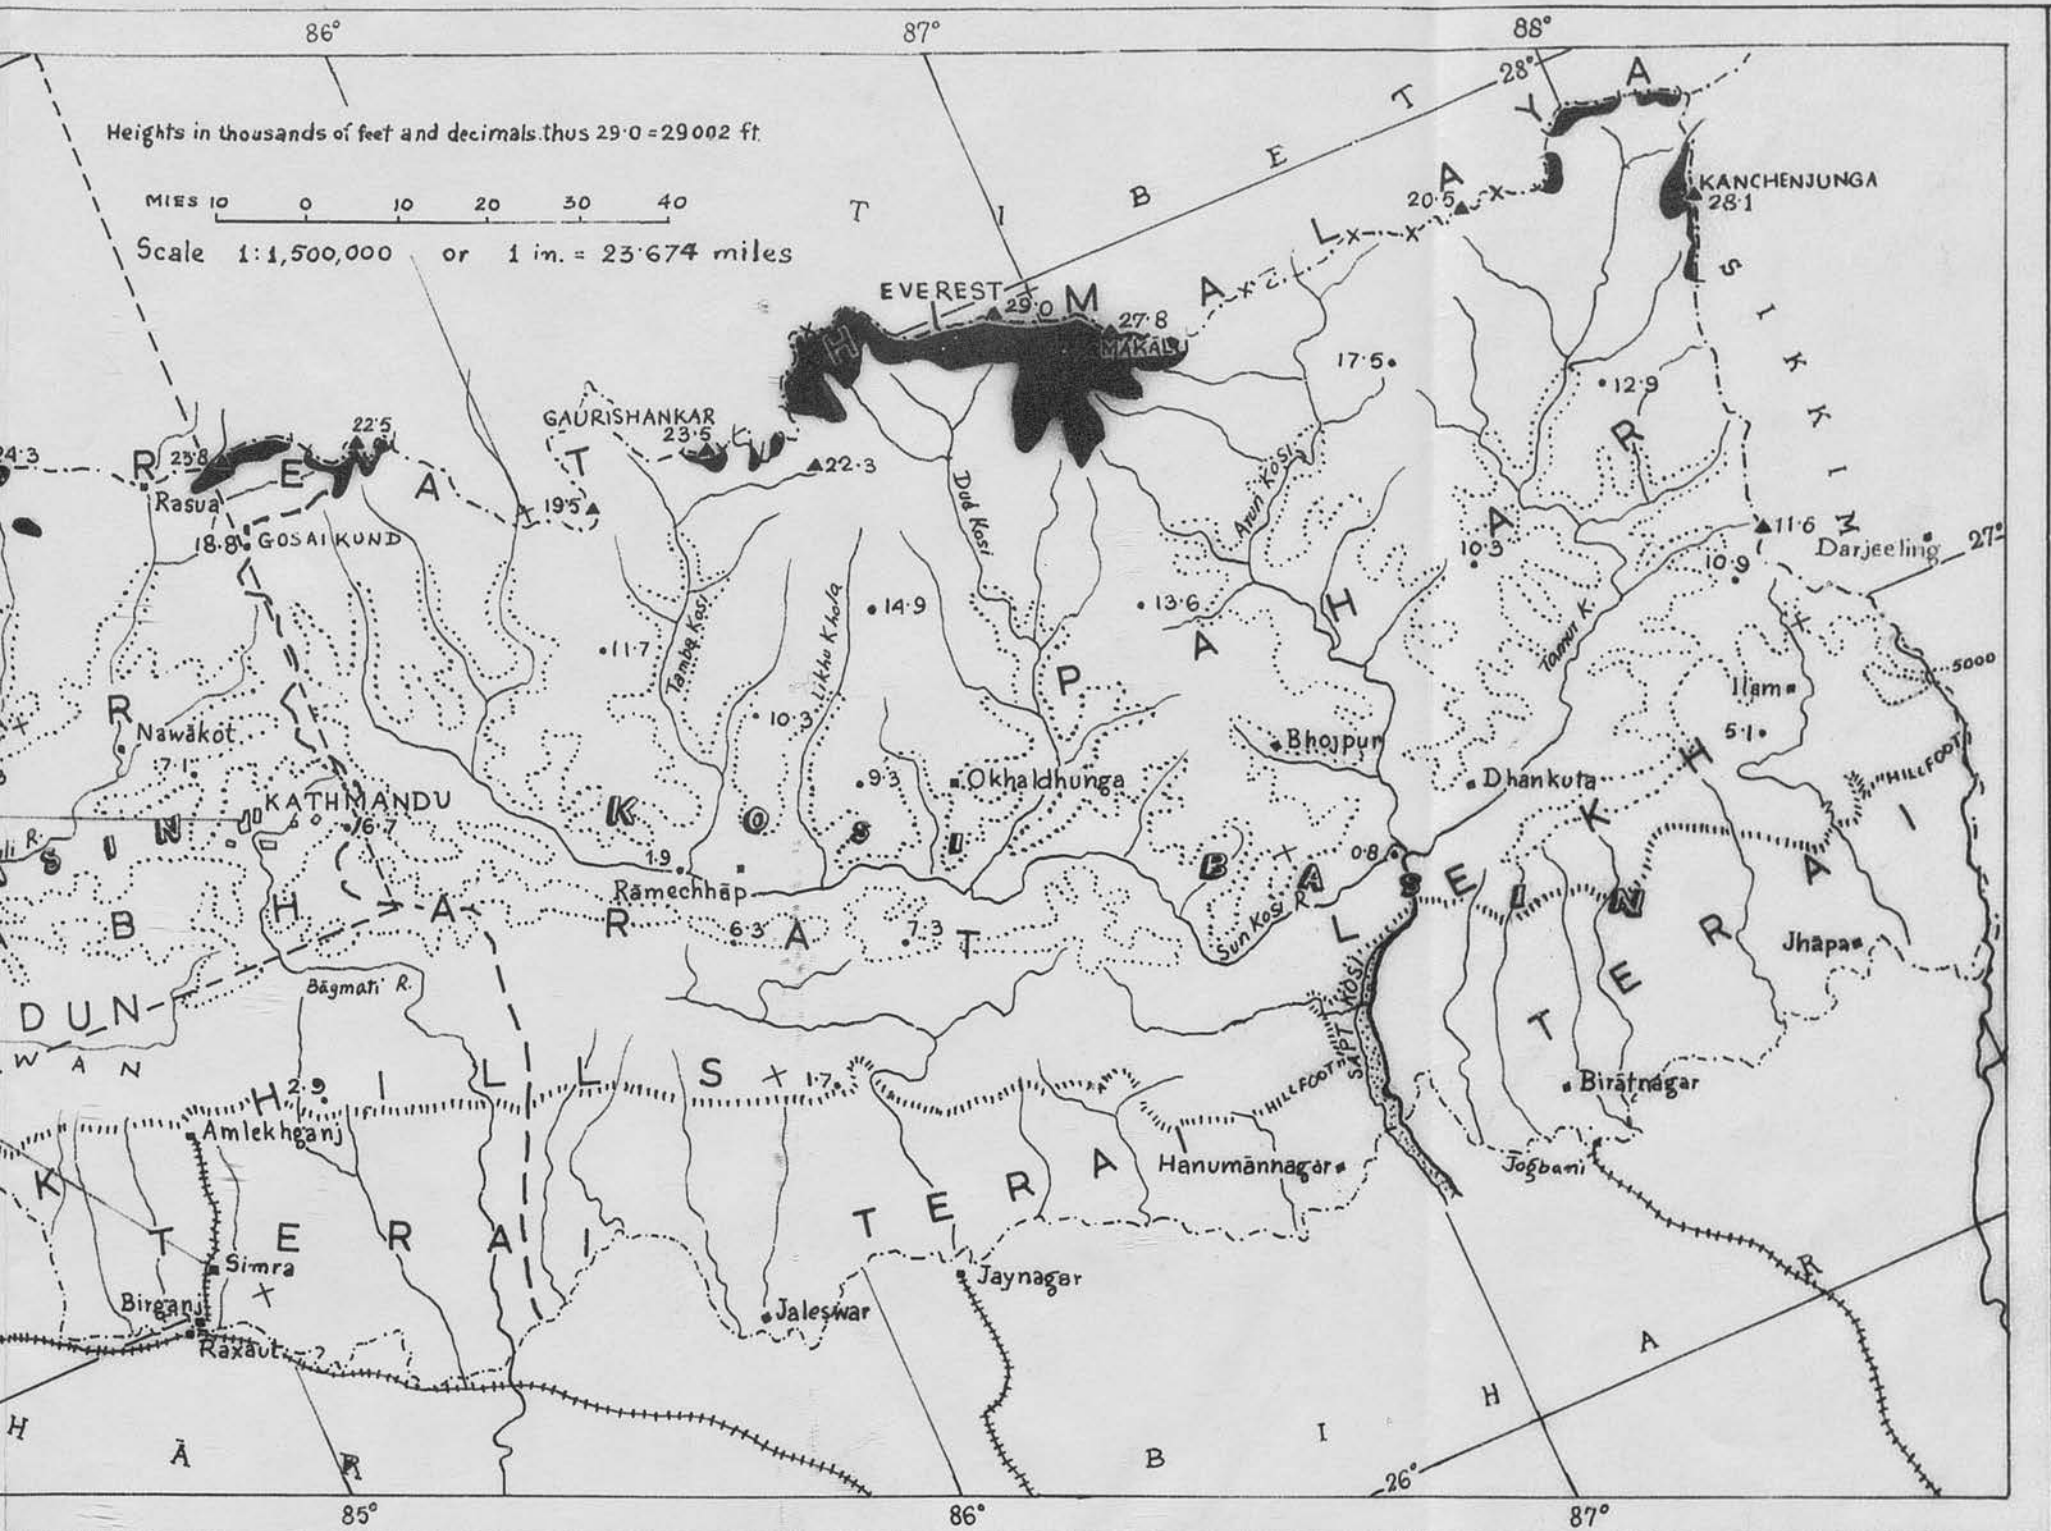 86° 87° 88°
28°
Heights in thousands of feet and decimals.thus 29·0 = 29002 ft.
MIES 10 0 10 20 30 40
Scale 1:1,500,000 or 1 in. = 23·674 miles
T I B E T
H I M A L A Y A
KANCHENJUNGA
28·1
20·5
S I K K I M
EVEREST
29·0
27·8
MAKAL
17·5
12·9
GAURISHANKAR
23·5
22·3
22·5
23·8
24·3
19·5
R E A T
Rasua
18·8
GOSAIKUND
Dud Kosi
Arun Kosi
10·3
11·6
10·9
Darjeeling
27°
14·9
13·6
11·7
Tamba Kosi
Likhu Khola
Tamur K.
5000
10·3
P A H A R
Ilam
5·1
R
Nawākot
7·1
Bhojpur
Dhankuta
HILLFOOT
9·3
Okhaldhunga
KATHMANDU
6·7
li R.
S I N
K O S I B A S I N
1·9
Rāmechhāp
0·8
Sun Kosi R.
L E K H
B H A R A T
6·3
7·3
Jhāpa
Bāgmati R.
DUN
W A N
SAPT KOSI
T E R A I
HILLS
2·9
1·7
HILLFOOT
Birātnagar
Amlekhganj
Hanumānnagar
Jogbani
K
T E R A I
T E R A
Simra
Birganj
Raxaul
Jaleswar
Jaynagar
H Ā R
B I H A R
26°
85° 86° 87°